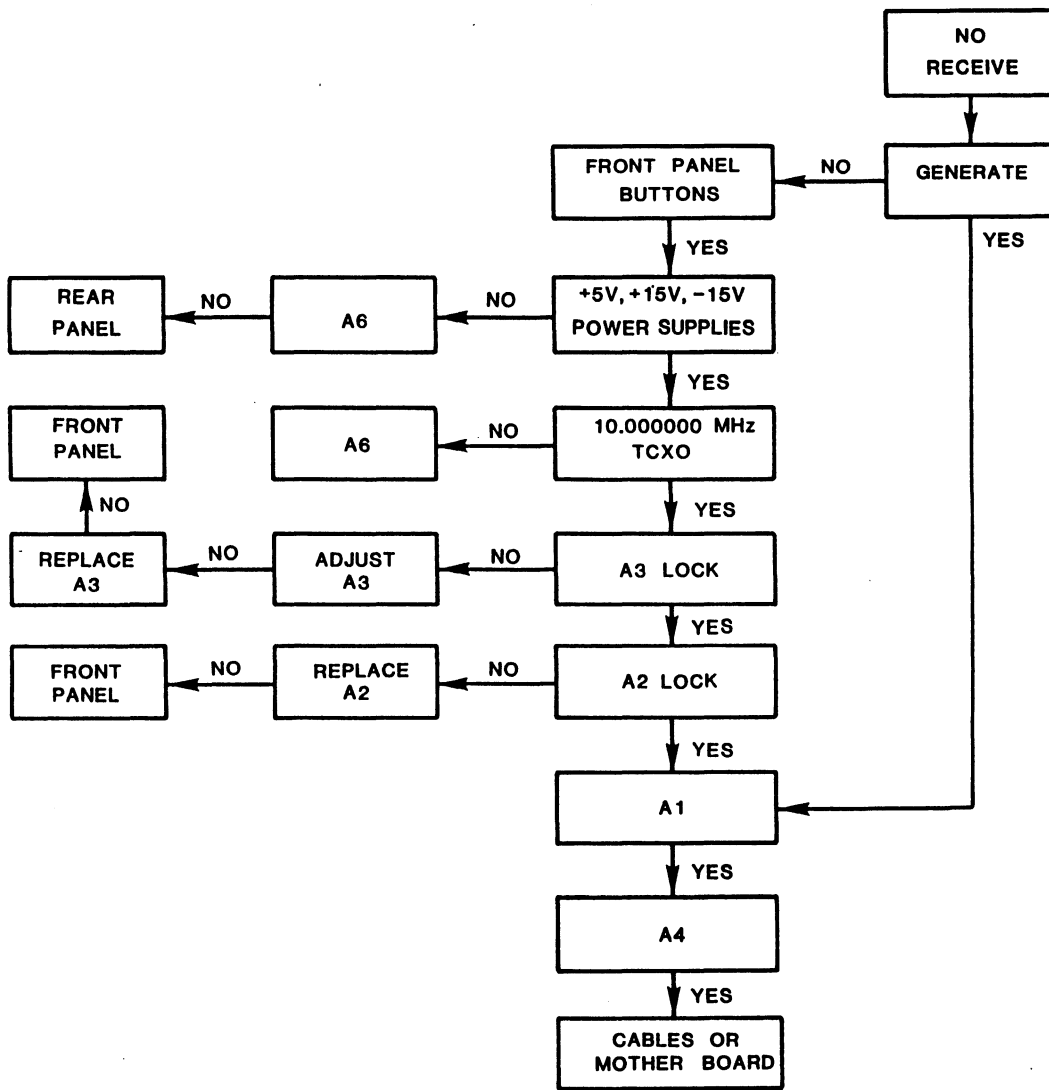 NO
RECEIVE
GENERATE
NO
FRONT PANEL
BUTTONS
YES
YES
+5V, +15V, -15V
POWER SUPPLIES
NO
A6
NO
REAR
PANEL
YES
10.000000 MHz
TCXO
NO
A6
FRONT
PANEL
YES
NO
A3 LOCK
NO
ADJUST
A3
NO
REPLACE
A3
YES
A2 LOCK
NO
REPLACE
A2
NO
FRONT
PANEL
YES
A1
YES
A4
YES
CABLES OR
MOTHER BOARD